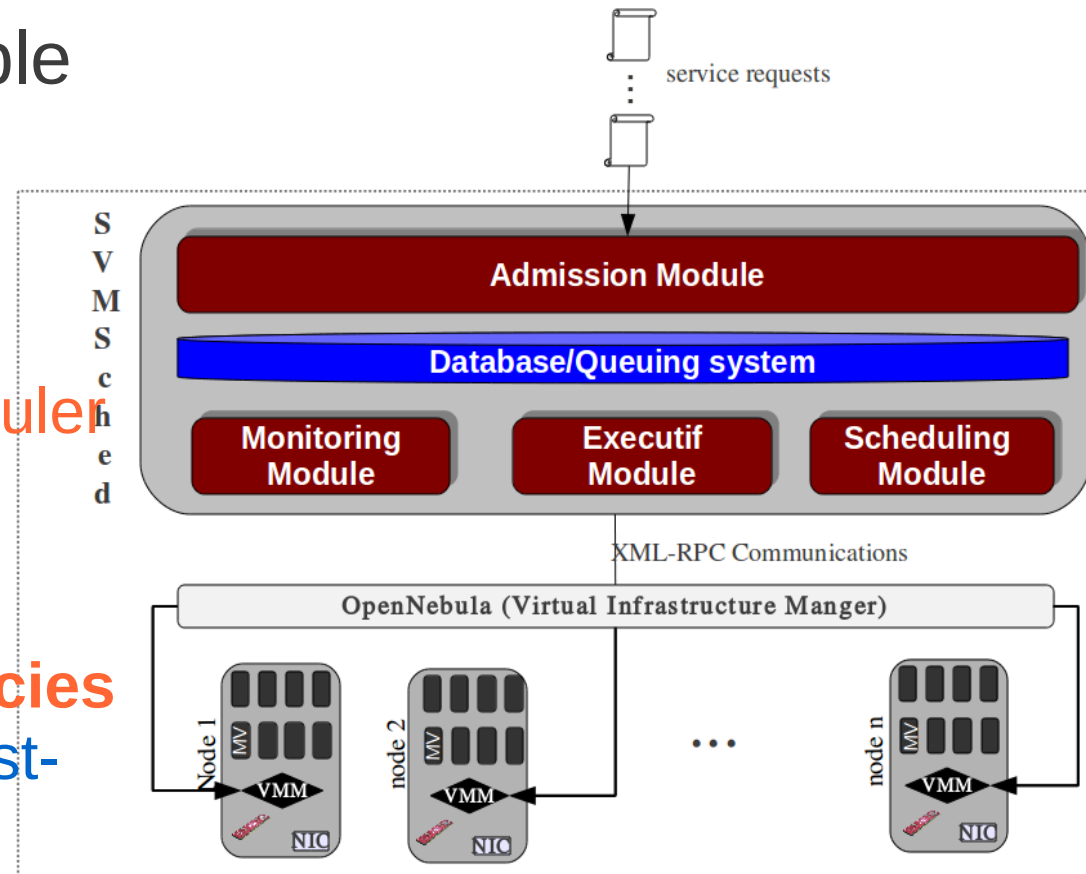 ple
service requests
S
V
M
S
c
h
e
d
Admission Module
Database/Queuing system
uler
Monitoring
Module
Executif
Module
Scheduling
Module
XML-RPC Communications
OpenNebula (Virtual Infrastructure Manger)
cies
st-
Node 1
MV
VMM
NIC
node 2
MV
VMM
NIC
...
node n
MV
VMM
NIC